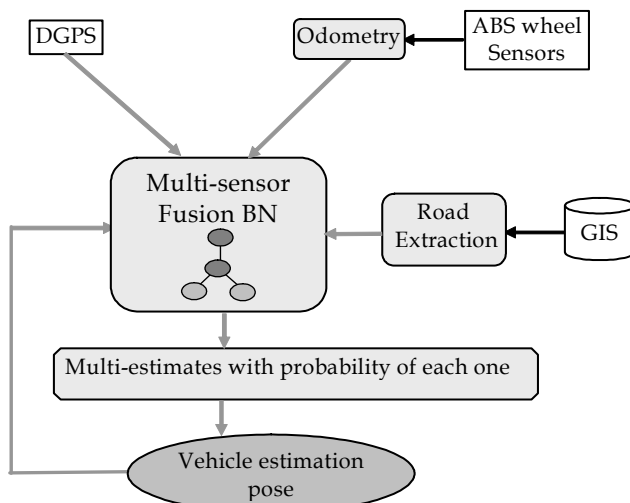 DGPS
Odometry
ABS wheel
Sensors
Multi-sensor
Fusion BN
Road
Extraction
GIS
Multi-estimates with probability of each one
Vehicle estimation
pose